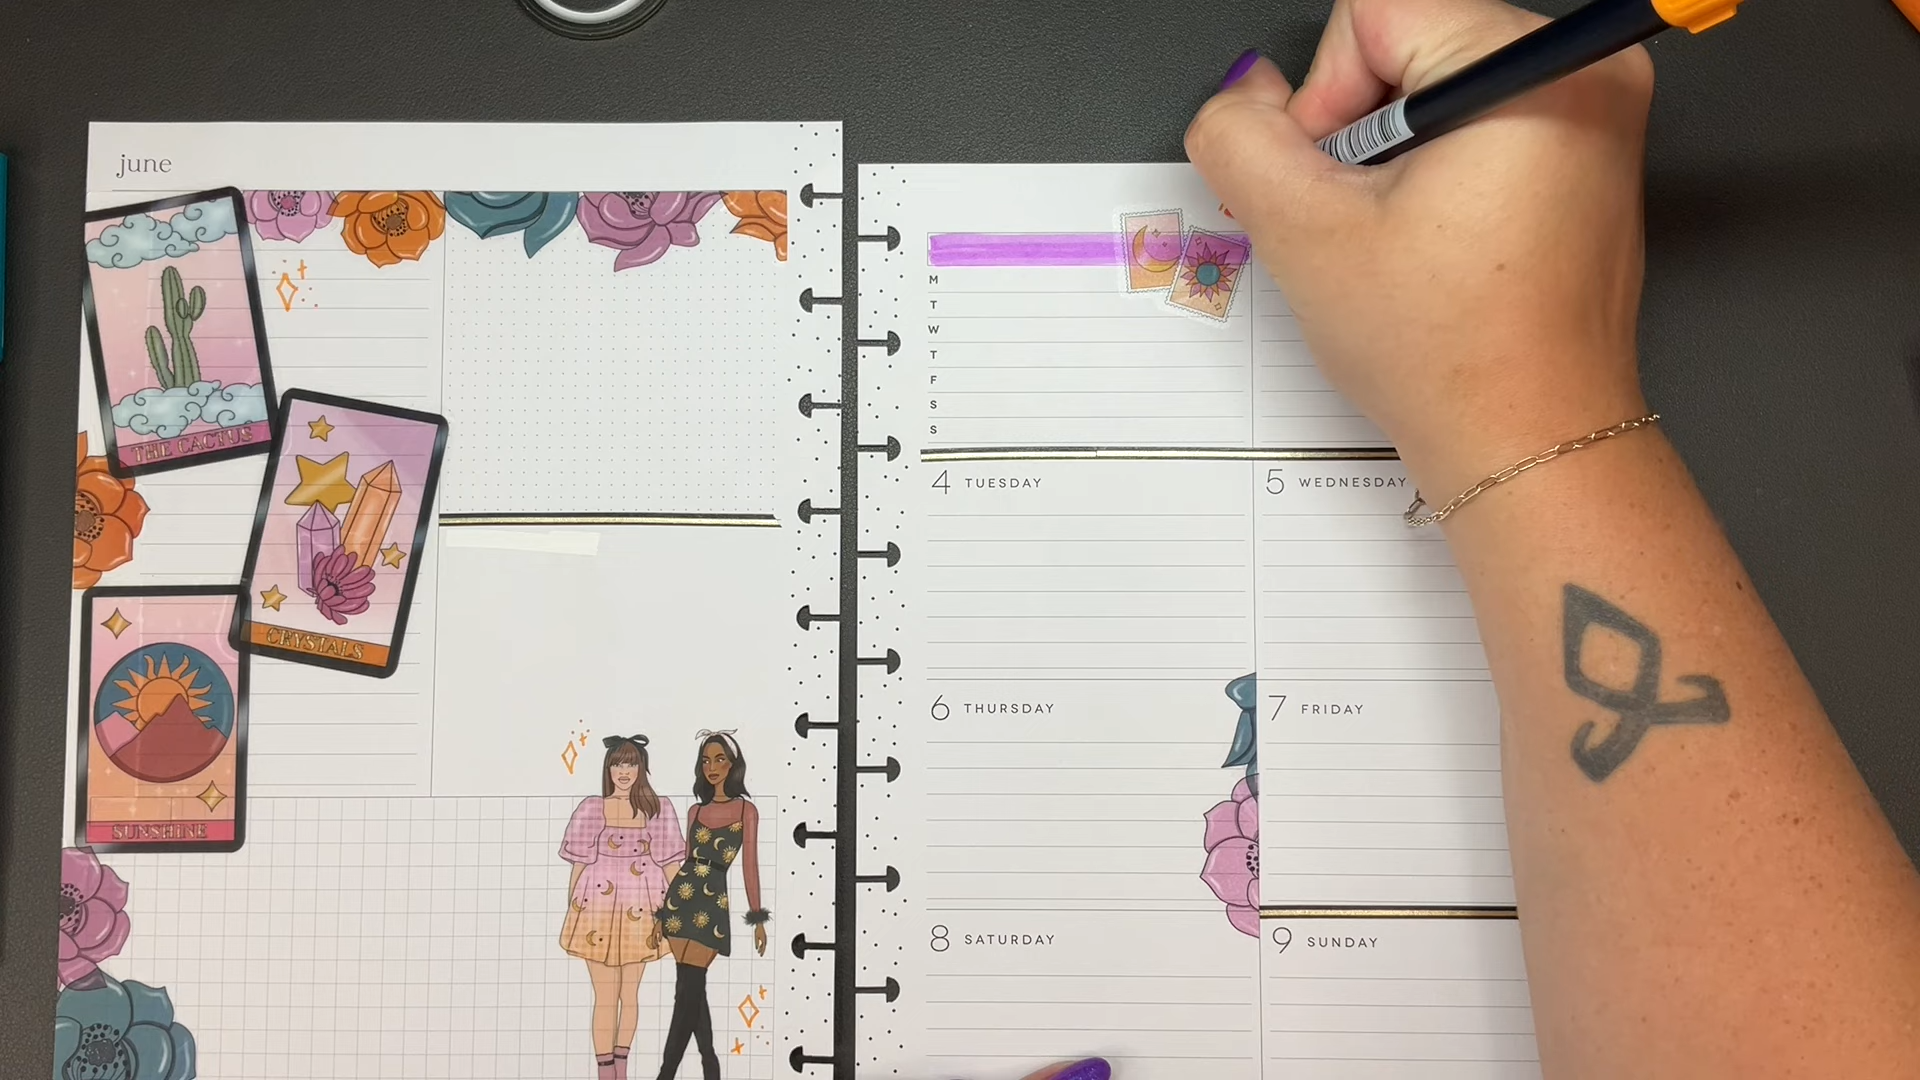 june
THE CACTUS
CRYSTALS
SUNSHINE
M
T
W
T
F
S
S
4 TUESDAY
5 WEDNESDAY
6 THURSDAY
7 FRIDAY
8 SATURDAY
9 SUNDAY